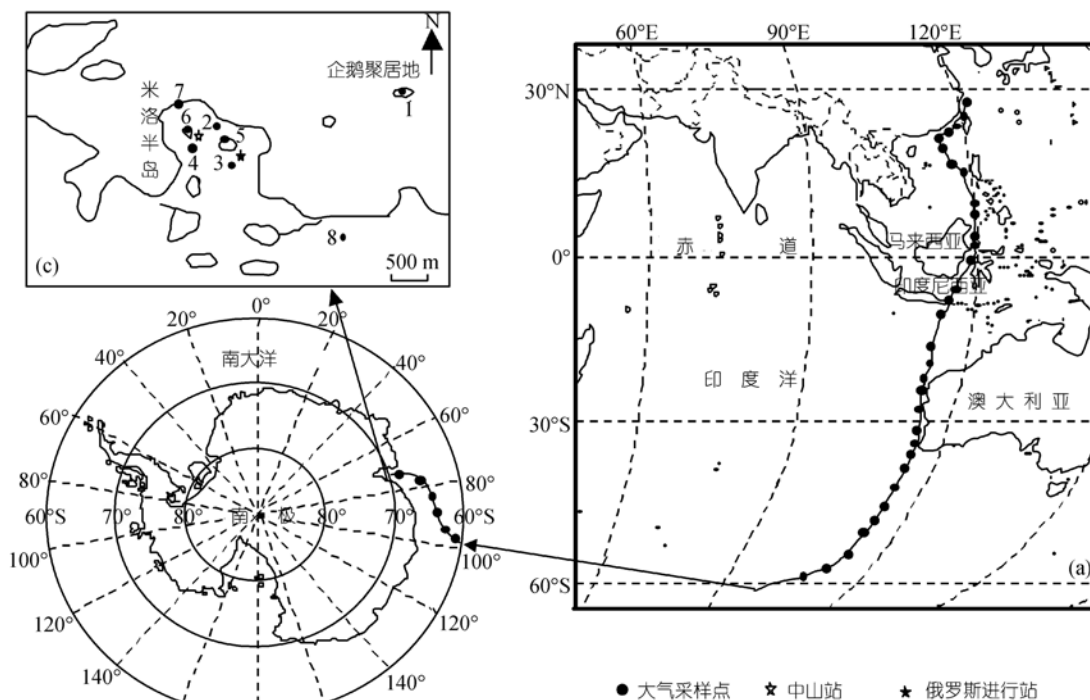 N
企鹅聚居地
米洛半岛
7
6
2
5
4
3
1
8
(c)
500 m
60°E
90°E
120°E
30°N
0°
30°S
60°S
赤 道
马来西亚
印度尼西亚
印 度 洋
澳 大 利 亚
(a)
0°
20°
20°
40°
40°
60°
60°
80°
80°
60°S
70°
80°
南 极
80°
70°
60°S
100°
100°
120°
120°
140°
140°
南大洋
● 大气采样点 ☆ 中山站 ★ 俄罗斯进行站